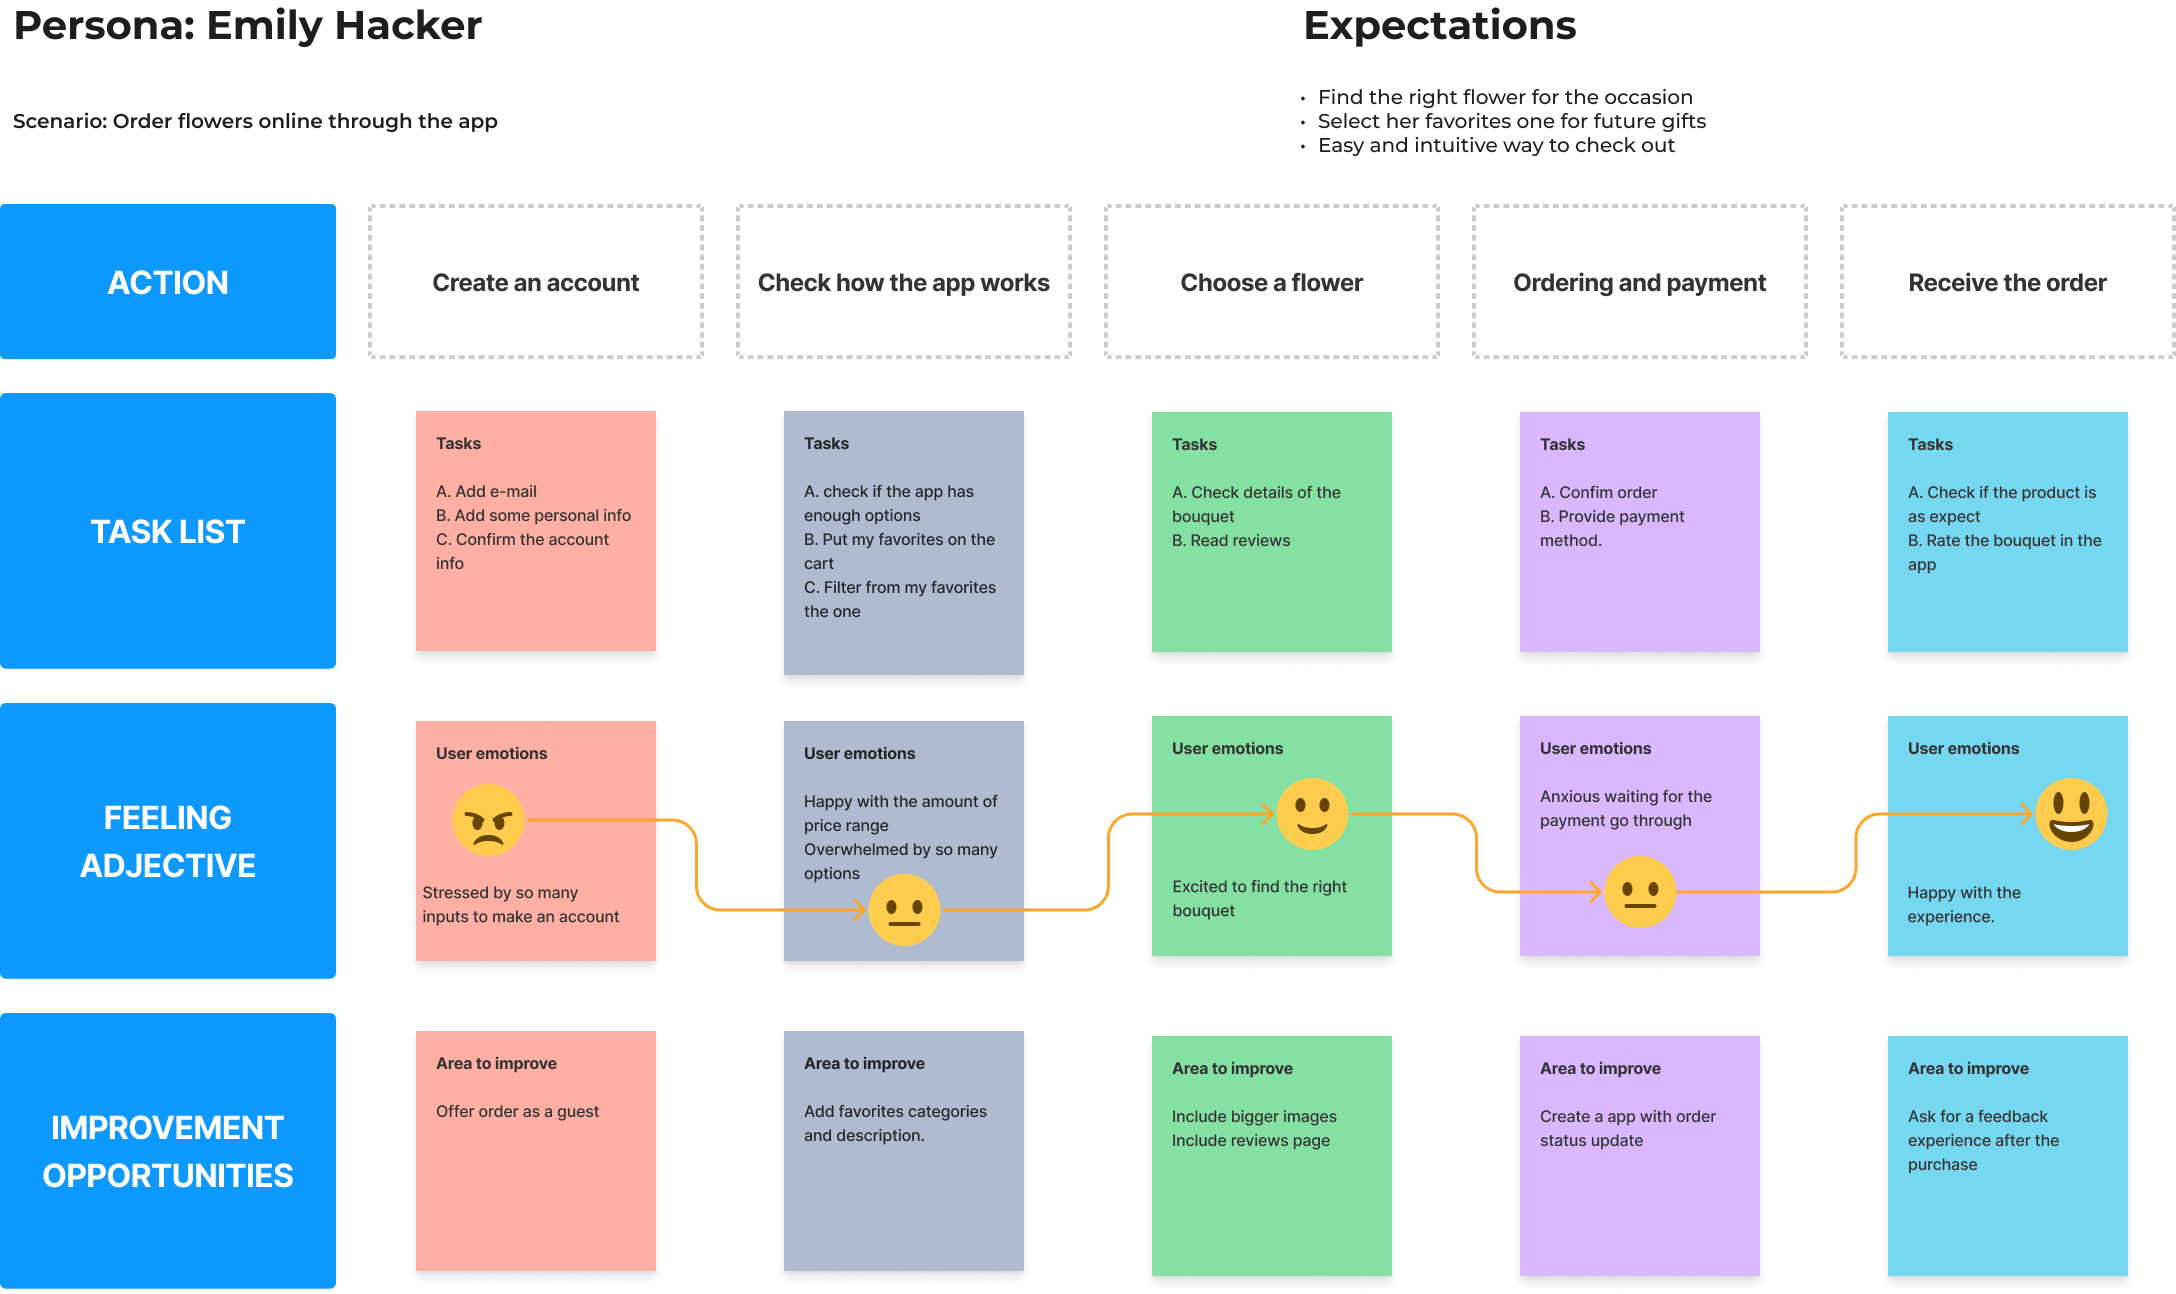 Persona: Emily Hacker
Expectations
Scenario: Order flowers online through the app
• Find the right flower for the occasion
• Select her favorites one for future gifts
• Easy and intuitive way to check out
ACTION
Create an account
Check how the app works
Choose a flower
Ordering and payment
Receive the order
TASK LIST
Tasks
A. Add e-mail
B. Add some personal info
C. Confirm the account
info
Tasks
A. check if the app has
enough options
B. Put my favorites on the
cart
C. Filter from my favorites
the one
Tasks
A. Check details of the
bouquet
B. Read reviews
Tasks
A. Confim order
B. Provide payment
method.
Tasks
A. Check if the product is
as expect
B. Rate the bouquet in the
app
FEELING
ADJECTIVE
User emotions
Stressed by so many
inputs to make an account
User emotions
Happy with the amount of
price range
Overwhelmed by so many
options
User emotions
Excited to find the right
bouquet
User emotions
Anxious waiting for the
payment go through
User emotions
Happy with the
experience.
IMPROVEMENT
OPPORTUNITIES
Area to improve
Offer order as a guest
Area to improve
Add favorites categories
and description.
Area to improve
Include bigger images
Include reviews page
Area to improve
Create a app with order
status update
Area to improve
Ask for a feedback
experience after the
purchase